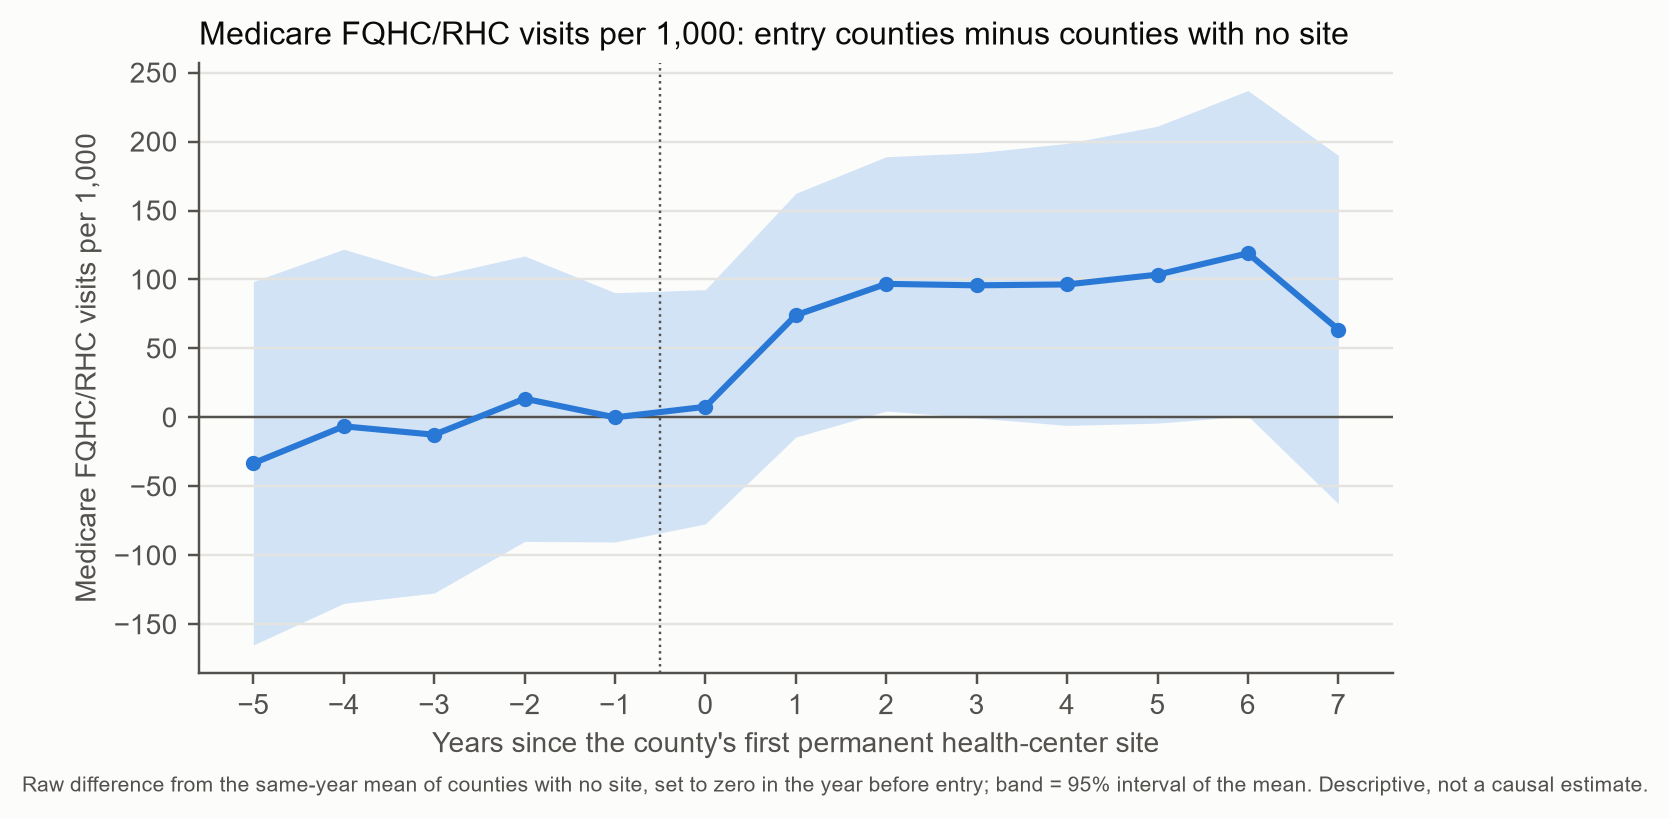 Medicare FQHC/RHC visits per 1,000: entry counties minus counties with no site
Medicare FQHC/RHC visits per 1,000
250
200
150
100
50
0
−50
−100
−150
−5 −4 −3 −2 −1 0 1 2 3 4 5 6 7
Years since the county's first permanent health-center site
Raw difference from the same-year mean of counties with no site, set to zero in the year before entry; band = 95% interval of the mean. Descriptive, not a causal estimate.